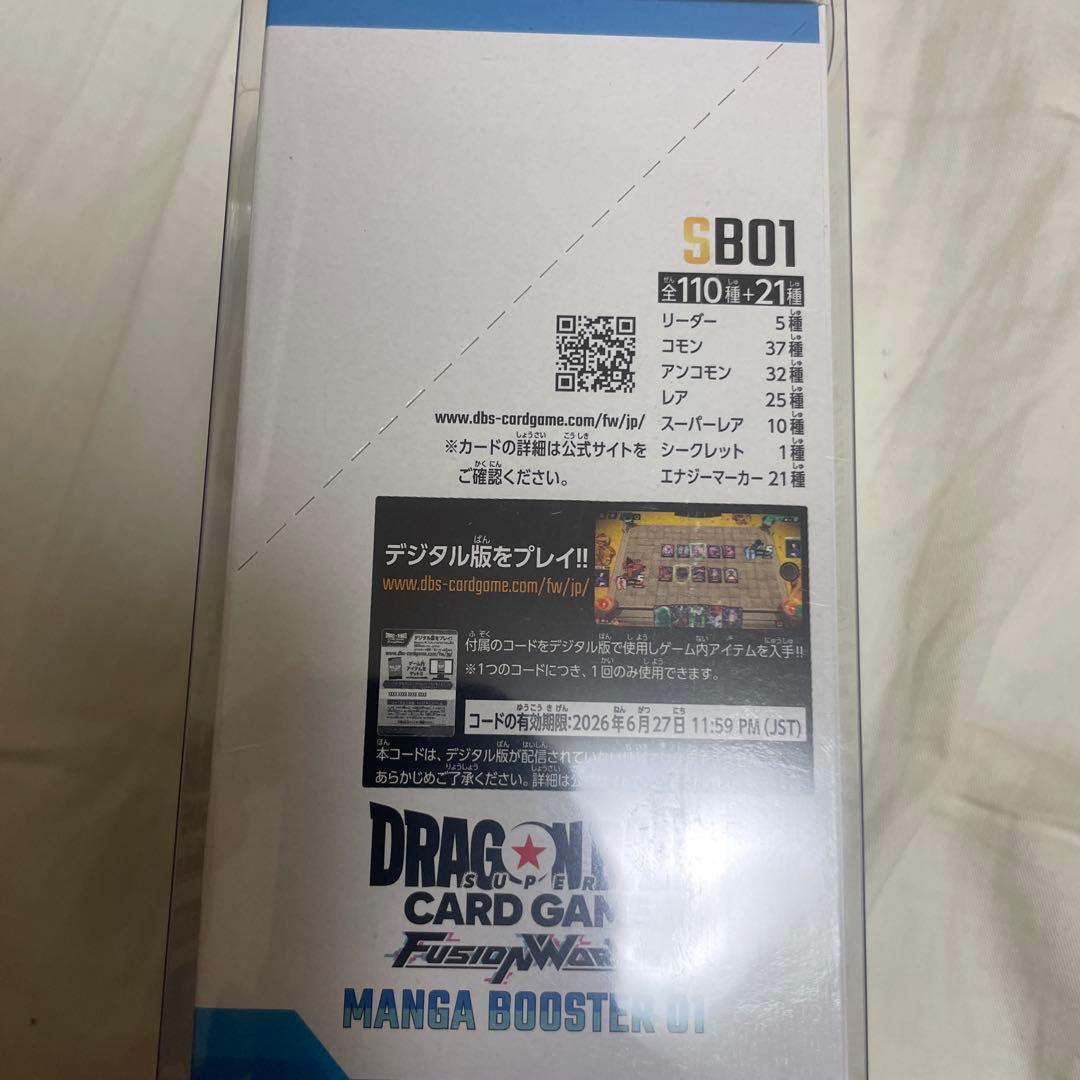 SB01
全110種+21種
リーダー 5種
コモン 37種
アンコモン 32種
レア 25種
スーパーレア 10種
シークレット 1種
エナジーマーカー 21種
www.dbs-cardgame.com/fw/jp/
※カードの詳細は公式サイトを
ご確認ください。
デジタル版をプレイ!!
www.dbs-cardgame.com/fw/jp/
付属のコードをデジタル版で使用しゲーム内アイテムを入手!!
※1つのコードにつき、1回のみ使用できます。
コードの有効期限:2026年6月27日 11:59 PM (JST)
本コードは、デジタル版が配信されて
あらかじめご了承ください。詳細は公
DRAGON
SUPER
CARD GAME
FUSION WOR
MANGA BOOSTER 01